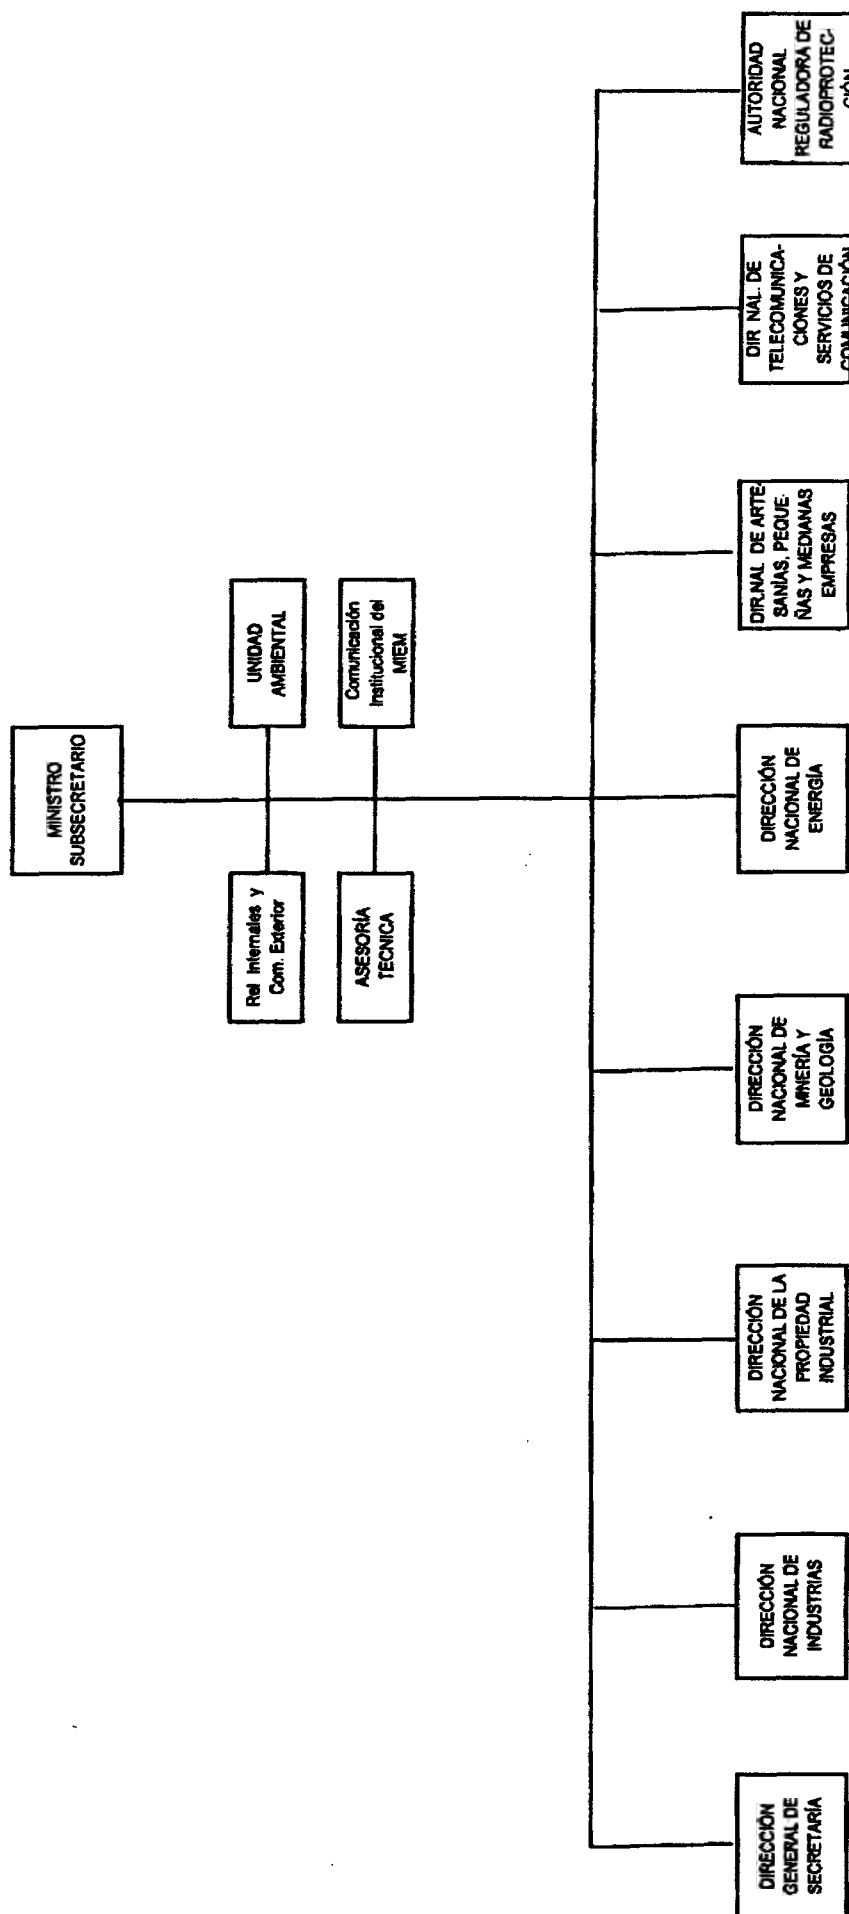 MINISTRO
SUBSECRETARIO
Rel Internales y
Com. Exterior
UNIDAD
AMBIENTAL
ASESORÍA
TÉCNICA
Comunicación
Institucional del
MIEM
DIRECCIÓN
GENERAL DE
SECRETARÍA
DIRECCIÓN
NACIONAL DE
INDUSTRIAS
DIRECCIÓN
NACIONAL DE LA
PROPIEDAD
INDUSTRIAL
DIRECCIÓN
NACIONAL DE
MINERÍA Y
GEOLOGÍA
DIRECCIÓN
NACIONAL DE
ENERGÍA
DIR.NAL DE ARTE-
SANÍAS, PEQUE-
ÑAS Y MEDIANAS
EMPRESAS
DIR NAL. DE
TELECOMUNICA-
CIONES Y
SERVICIOS DE
COMUNICACIÓN
AUTORIDAD
NACIONAL
REGULADORA DE
RADIOPROTEC-
CIÓN